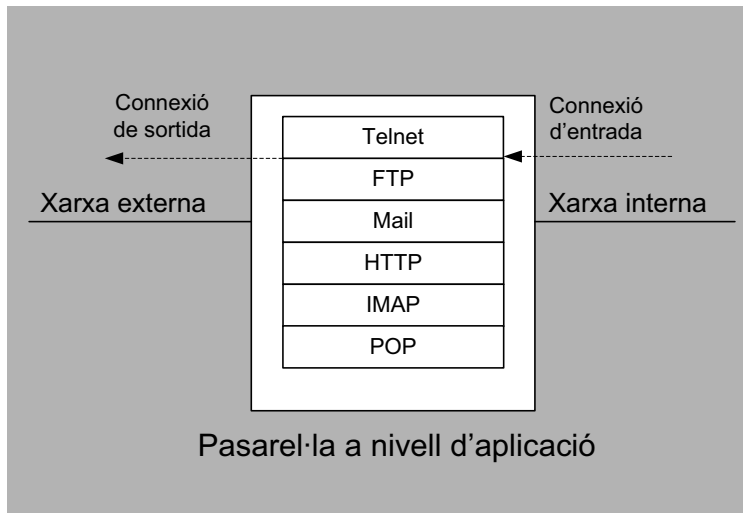 Connexió
de sortida
Connexió
d'entrada
Telnet
FTP
Mail
HTTP
IMAP
POP
Xarxa externa
Xarxa interna
Pasarel·la a nivell d'aplicació